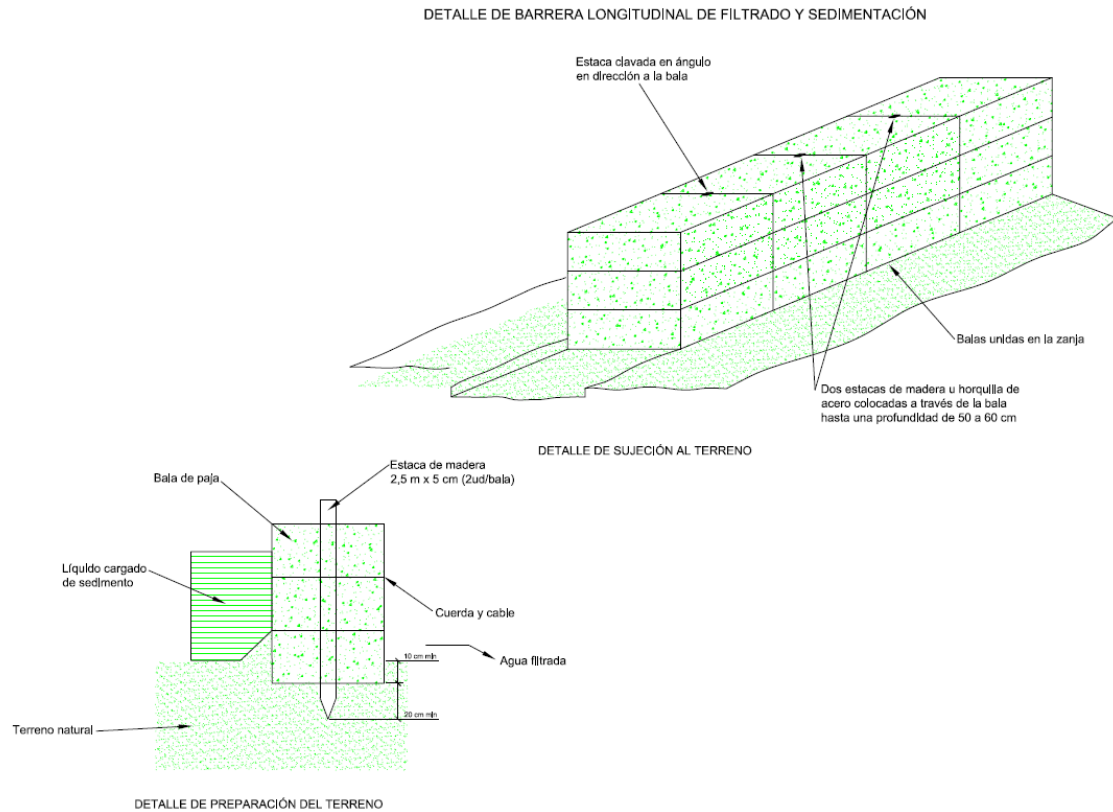 DETALLE DE BARRERA LONGITUDINAL DE FILTRADO Y SEDIMENTACIÓN
Estaca clavada en ángulo
en dirección a la bala
Balas unidas en la zanja
Dos estacas de madera u horquilla de
acero colocadas a través de la bala
hasta una profundidad de 50 a 60 cm
DETALLE DE SUJECIÓN AL TERRENO
Estaca de madera
2,5 m x 5 cm (2ud/bala)
Bala de paja
Líquido cargado
de sedimento
Cuerda y cable
10 cm mín
Agua filtrada
20 cm mín
Terreno natural
DETALLE DE PREPARACIÓN DEL TERRENO